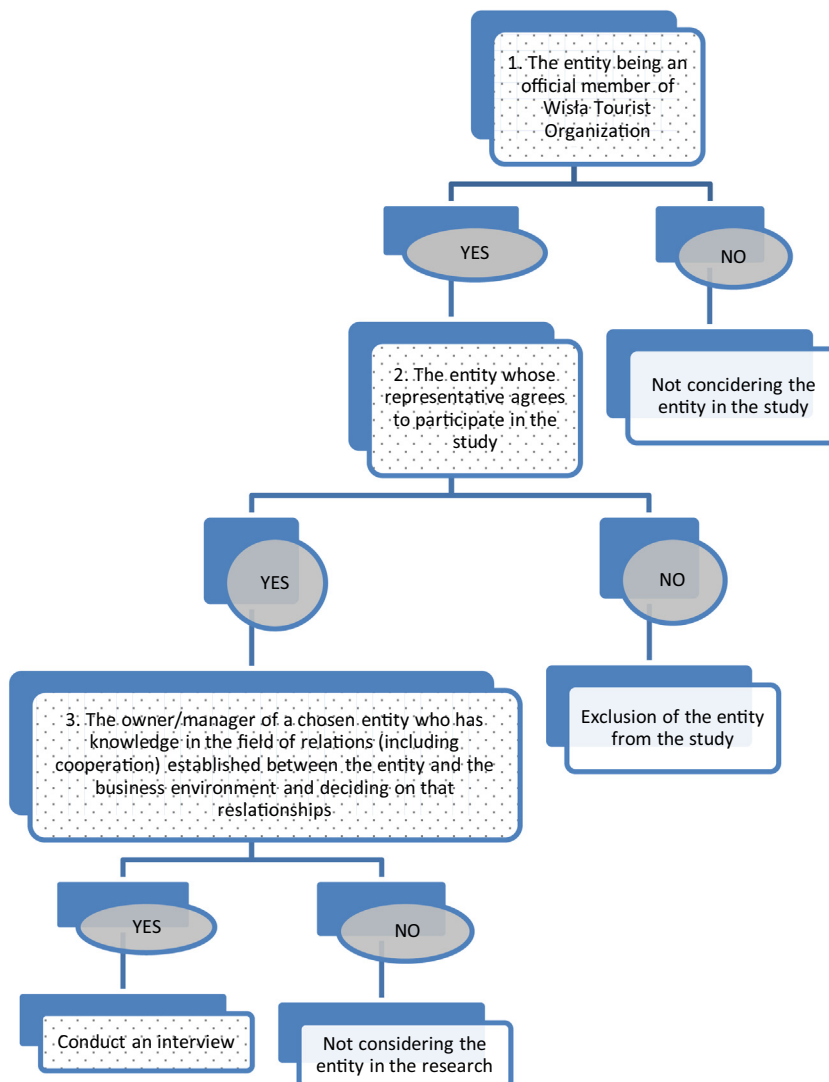 1. The entity being an
official member of
Wisła Tourist
Organization
YES
NO
2. The entity whose
representative agrees
to participate in the
study
Not concidering the
entity in the study
YES
NO
3. The owner/manager of a chosen entity who has
knowledge in the field of relations (including
cooperation) established between the entity and the
business environment and deciding on that
reslationships
Exclusion of the entity
from the study
YES
NO
Conduct an interview
Not considering the
entity in the research